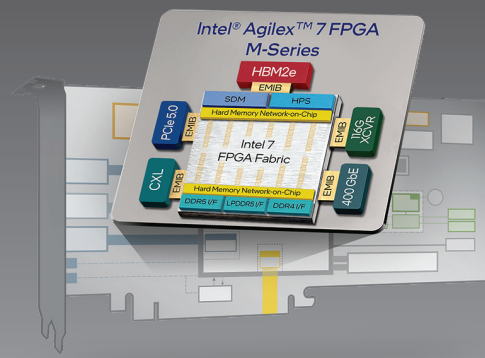 Intel® Agilex™ 7 FPGA
M-Series
HBM2e
EMIB
SDM
HPS
Hard Memory Network-on-Chip
PCIe 5.0
EMIB
EMIB
116G
XCVR
Intel 7
FPGA Fabric
CXL
EMIB
EMIB
400 GbE
Hard Memory Network-on-Chip
DDR5 I/F
LPDDR5 I/F
DDR4 I/F